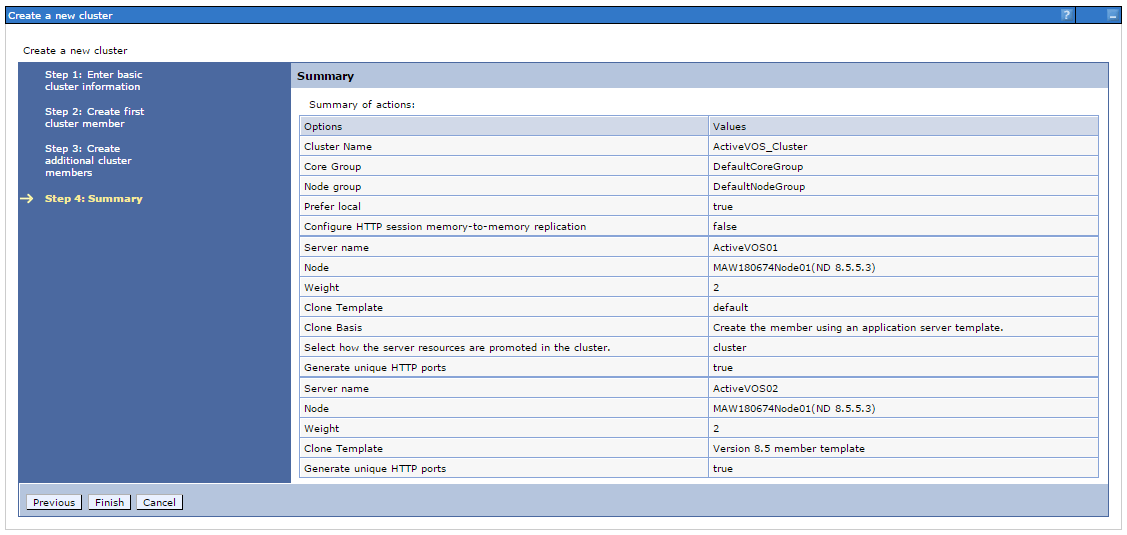 Create a new cluster
?
Create a new cluster
Step 1: Enter basic
cluster information
Step 2: Create first
cluster member
Step 3: Create
additional cluster
members
Step 4: Summary
Summary
Summary of actions:
Options Values
Cluster Name ActiveVOS_Cluster
Core Group DefaultCoreGroup
Node group DefaultNodeGroup
Prefer local true
Configure HTTP session memory-to-memory replication false
Server name ActiveVOS01
Node MAW180674Node01(ND 8.5.5.3)
Weight 2
Clone Template default
Clone Basis Create the member using an application server template.
Select how the server resources are promoted in the cluster. cluster
Generate unique HTTP ports true
Server name ActiveVOS02
Node MAW180674Node01(ND 8.5.5.3)
Weight 2
Clone Template Version 8.5 member template
Generate unique HTTP ports true
Previous Finish Cancel